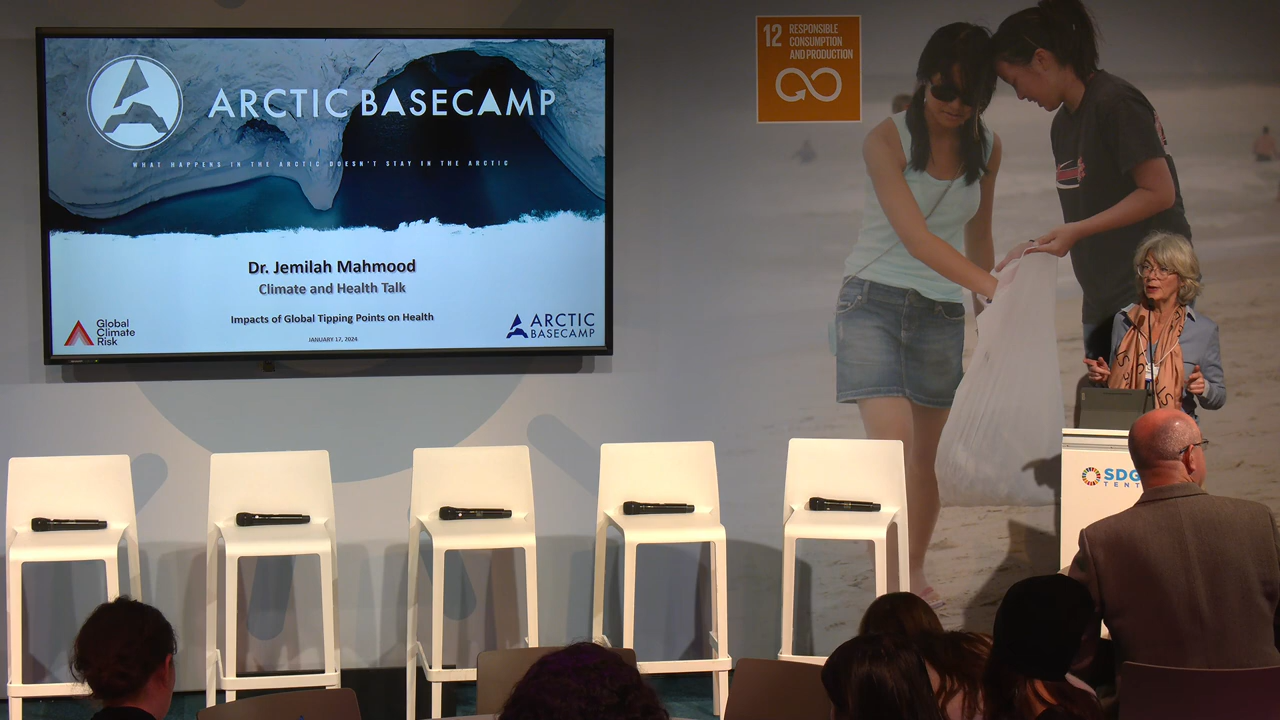 ARCTIC BASECAMP
WHAT HAPPENS IN THE ARCTIC DOESN'T STAY IN THE ARCTIC
Dr. Jemilah Mahmood
Climate and Health Talk
Impacts of Global Tipping Points on Health
JANUARY 17, 2024
Global
Climate
Risk
ARCTIC
BASECAMP
12 RESPONSIBLE
CONSUMPTION
AND PRODUCTION
SDG
TENT